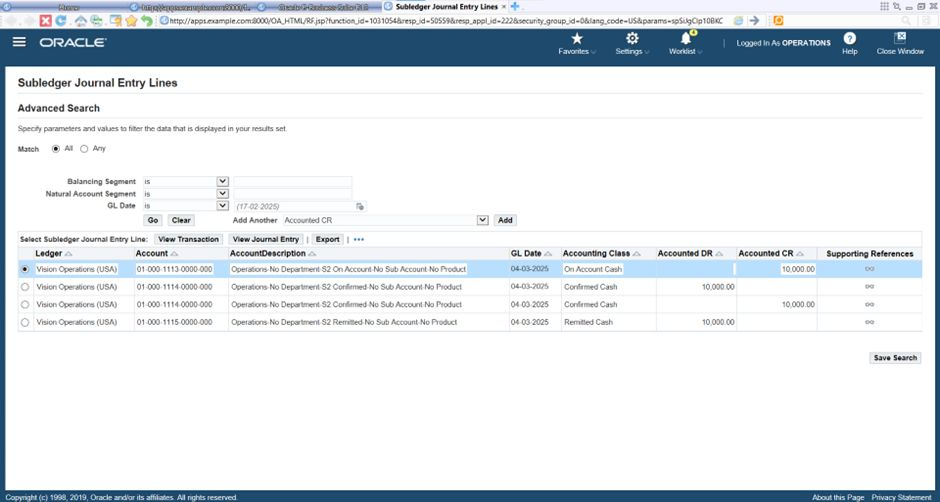 Subledger Journal Entry Lines
http://apps.example.com:8000/OA_HTML/RF.jsp?function_id=1031054&resp_id=50559&resp_appl_id=222&security_group_id=0&lang_code=US&params=
ORACLE
Favorites Settings Worklist Logged In As OPERATIONS Help Close Window
Subledger Journal Entry Lines
Advanced Search
Specify parameters and values to filter the data that is displayed in your results set.
Match All Any
Balancing Segment is
Natural Account Segment is
GL Date is (17-02-2025)
Go Clear Add Another Accounted CR Add
Select Subledger Journal Entry Line: View Transaction View Journal Entry | Export | •••
Ledger Account AccountDescription GL Date Accounting Class Accounted DR Accounted CR Supporting References
Vision Operations (USA) 01-000-1113-0000-000 Operations-No Department-S2 On Account-No Sub Account-No Product 04-03-2025 On Account Cash 10,000.00
Vision Operations (USA) 01-000-1114-0000-000 Operations-No Department-S2 Confirmed-No Sub Account-No Product 04-03-2025 Confirmed Cash 10,000.00
Vision Operations (USA) 01-000-1114-0000-000 Operations-No Department-S2 Confirmed-No Sub Account-No Product 04-03-2025 Confirmed Cash 10,000.00
Vision Operations (USA) 01-000-1115-0000-000 Operations-No Department-S2 Remitted-No Sub Account-No Product 04-03-2025 Remitted Cash 10,000.00
Save Search
Copyright (c) 1998, 2019, Oracle and/or its affiliates. All rights reserved. About this Page Privacy Statement